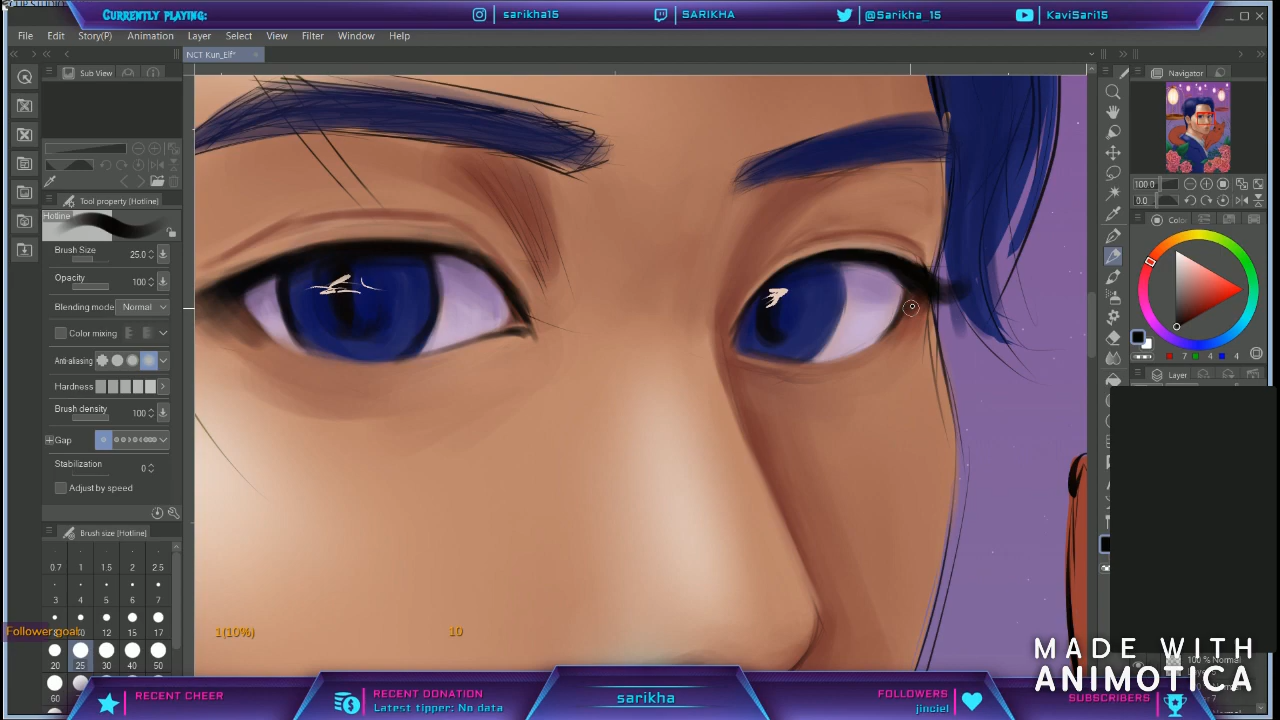 CURRENTLY PLAYING:
sarikha15
SARIKHA
@Sarikha_15
KaviSari15
File Edit Story(P) Animation Layer Select View Filter Window Help
Sub View
NCT Kun_Elf*
Navigator
100.0
0.0
Tool property [Hotline]
Hotline
Brush Size 25.0
Opacity 100
Blending mode Normal
Color mixing
Anti-aliasing
Hardness
Brush density 100
Gap
Stabilization 0
Adjust by speed
Color
7 4 4
Layer
Brush size [Hotline]
0.7 1 1.5 2 2.5
3 4 5 6 7
10 12 15 17
20 25 30 40 50
60
Follower goal:
1(10%)
10
100 % Normal
MADE WITH
ANIMOTICA
RECENT CHEER
RECENT DONATION
Latest tipper: No data
sarikha
FOLLOWERS
jinciel
SUBSCRIBERS